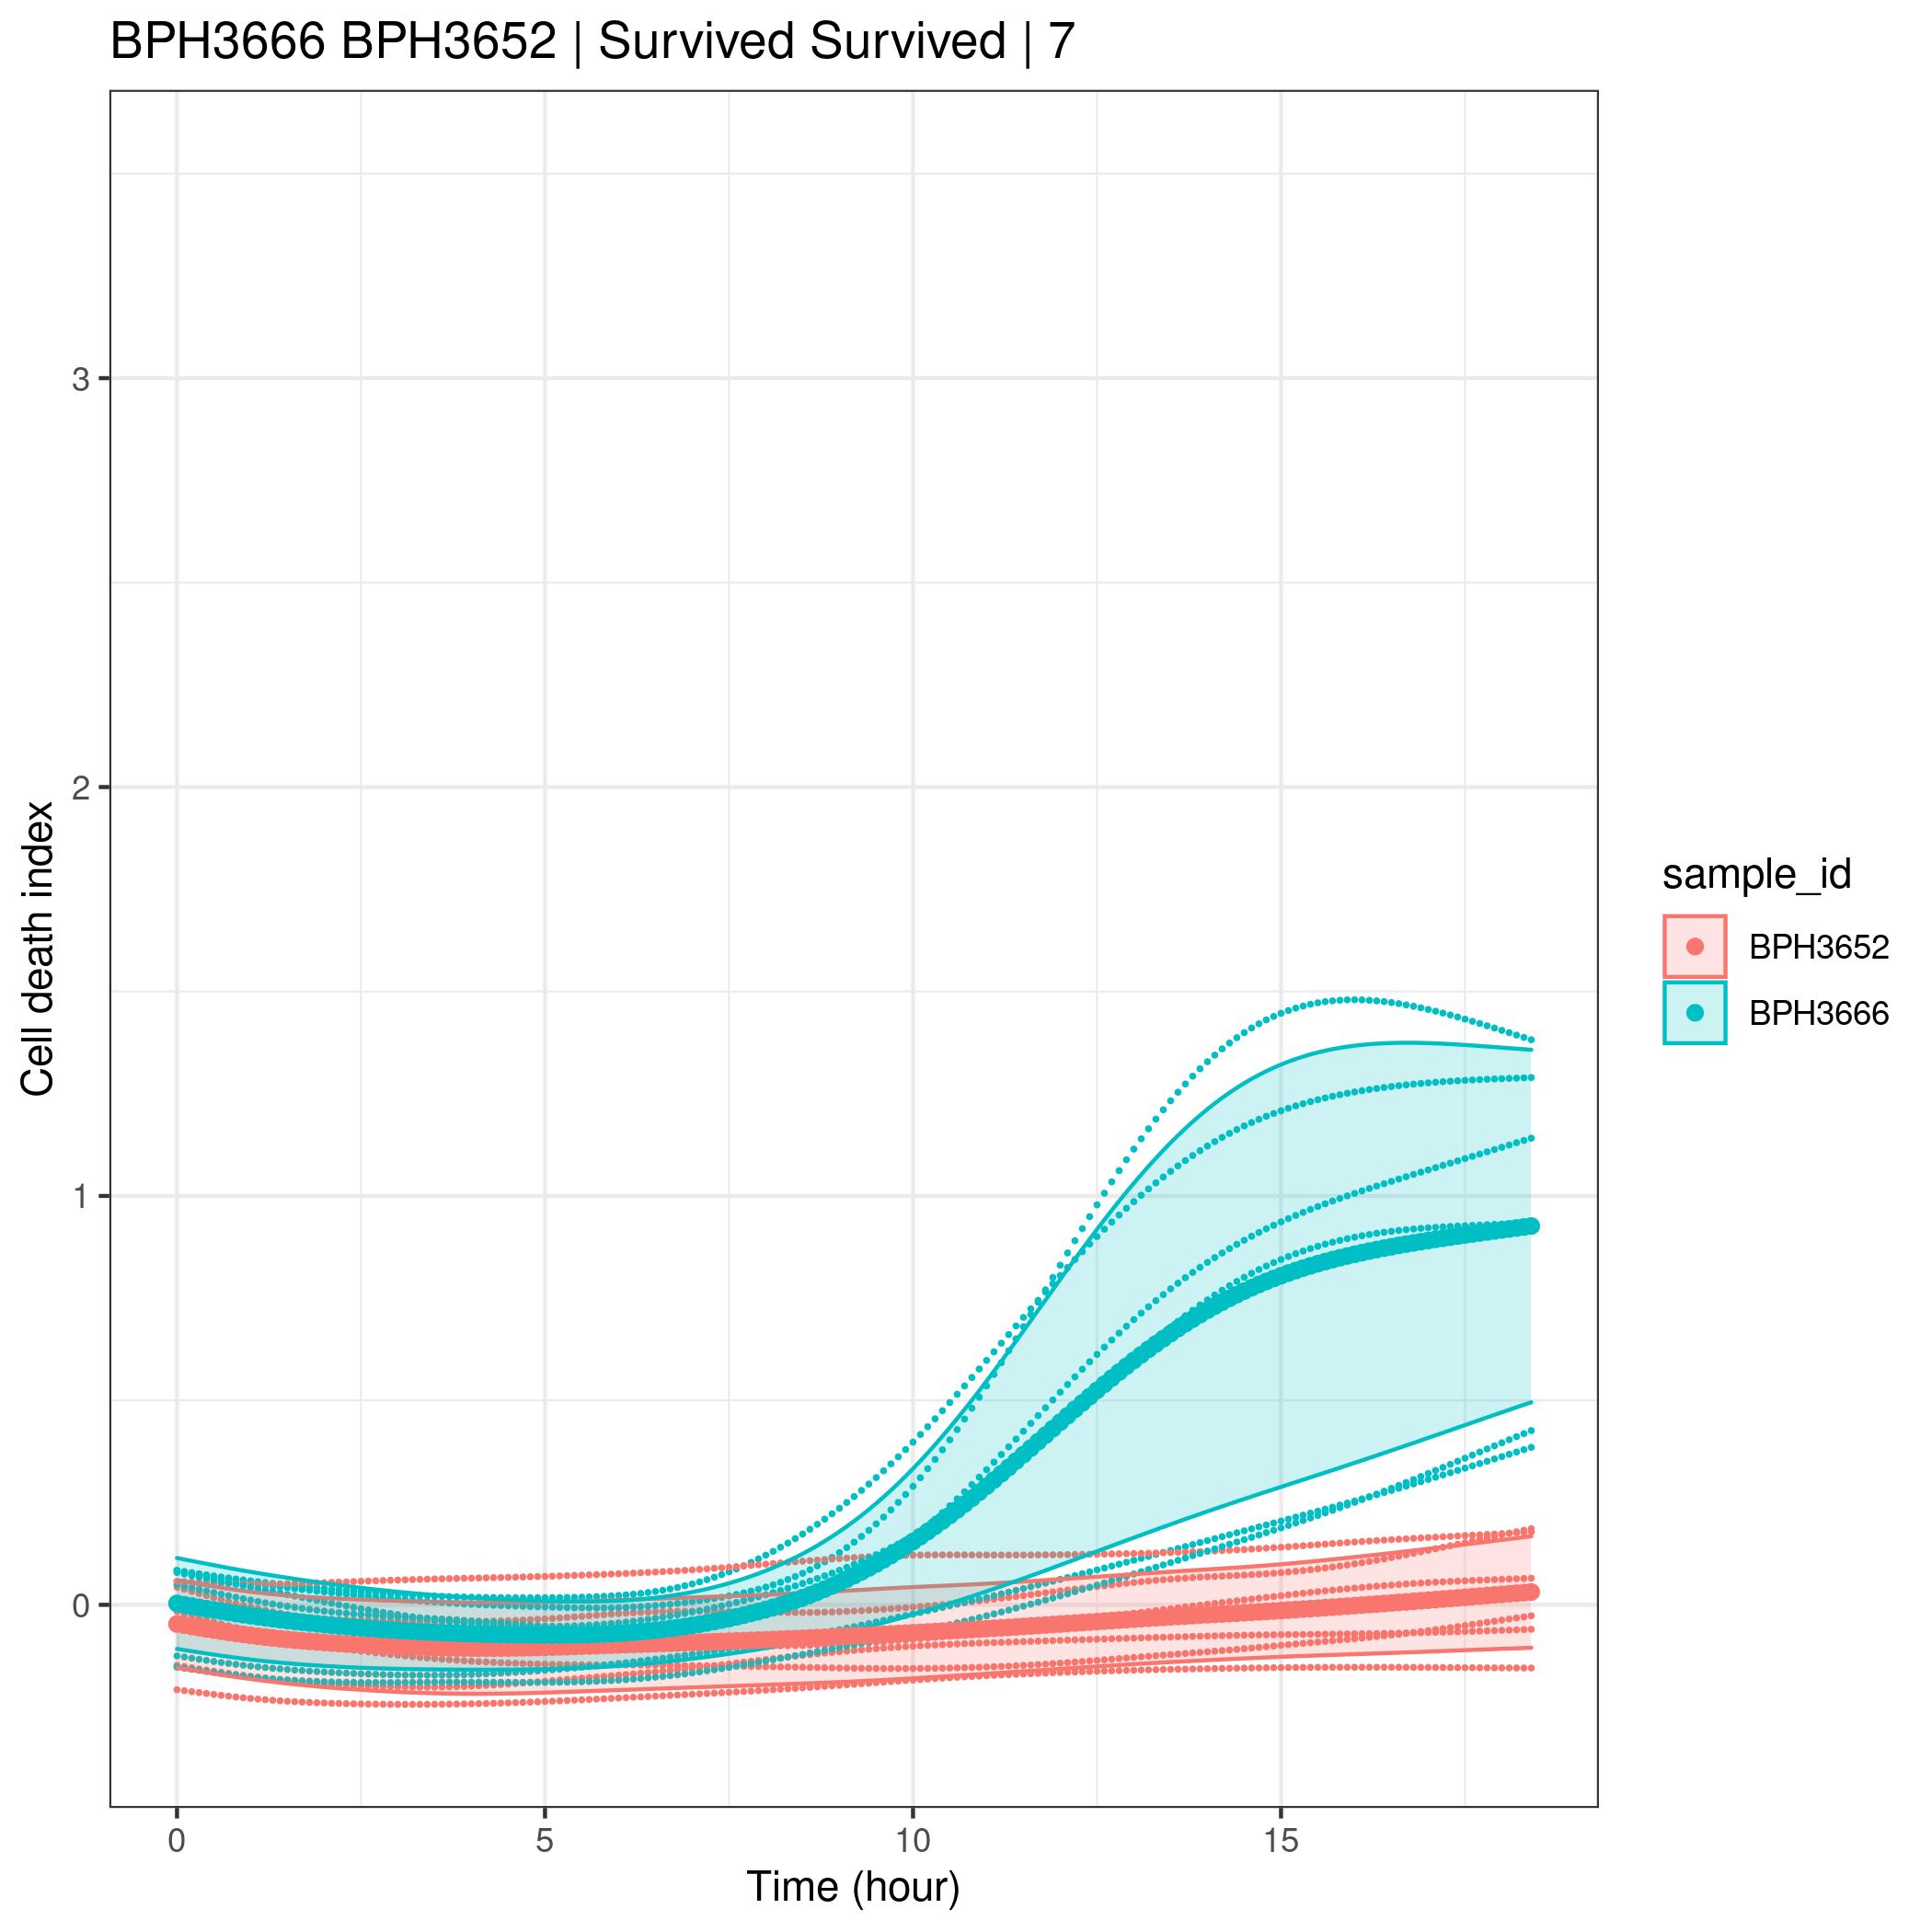 BPH3666 BPH3652 | Survived Survived | 7
3
2
1
0
Cell death index
0 5 10 15
Time (hour)
sample_id
BPH3652
BPH3666